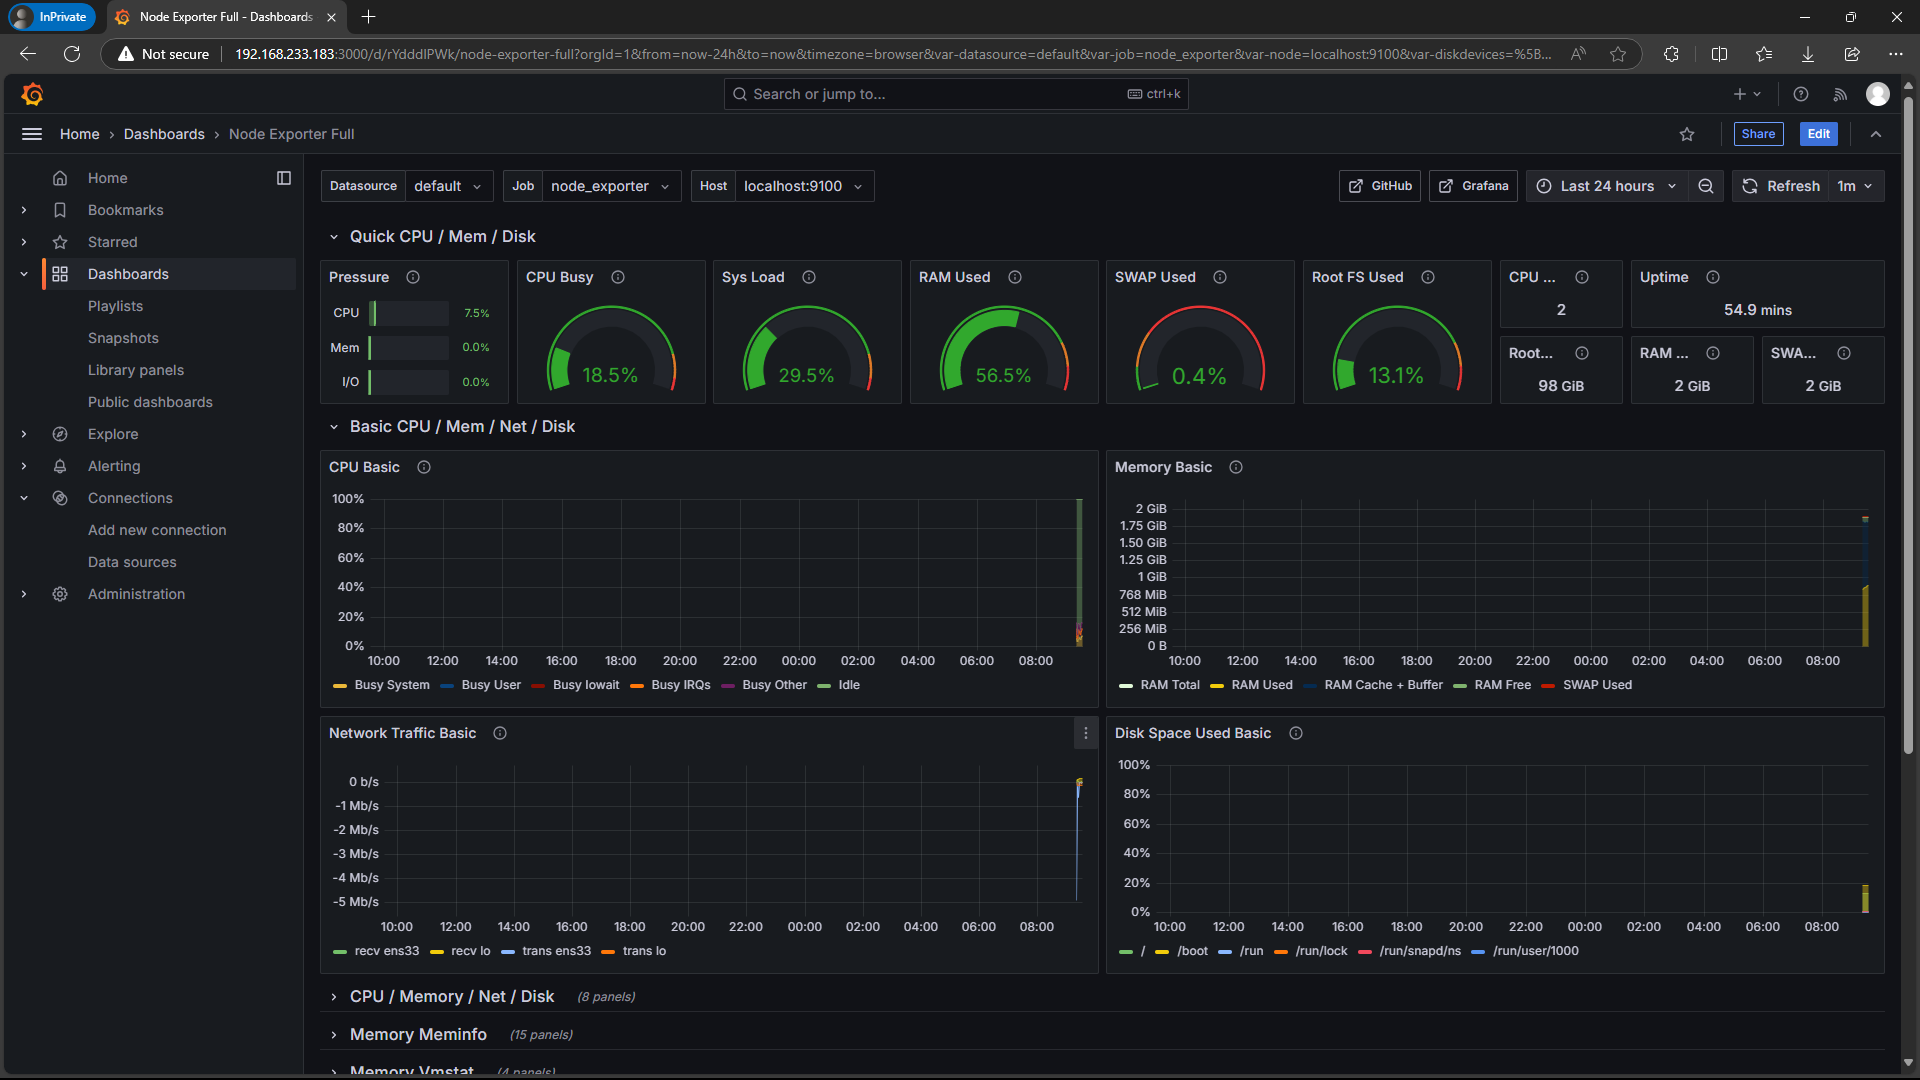 InPrivate
Node Exporter Full - Dashboards
Not secure
192.168.233.183:3000/d/rYdddlPWk/node-exporter-full?orgId=1&from=now-24h&to=now&timezone=browser&var-datasource=default&var-job=node_exporter&var-node=localhost:9100&var-diskdevices=%5B...
Search or jump to...
ctrl+k
Home › Dashboards › Node Exporter Full
Share
Edit
Home
Bookmarks
Starred
Dashboards
Playlists
Snapshots
Library panels
Public dashboards
Explore
Alerting
Connections
Add new connection
Data sources
Administration
Datasource default
Job node_exporter
Host localhost:9100
GitHub
Grafana
Last 24 hours
Refresh 1m
Quick CPU / Mem / Disk
Pressure
CPU 7.5%
Mem 0.0%
I/O 0.0%
CPU Busy
18.5%
Sys Load
29.5%
RAM Used
56.5%
SWAP Used
0.4%
Root FS Used
13.1%
CPU ...
2
Uptime
54.9 mins
Root...
98 GiB
RAM ...
2 GiB
SWA...
2 GiB
Basic CPU / Mem / Net / Disk
CPU Basic
100%
80%
60%
40%
20%
0%
10:00 12:00 14:00 16:00 18:00 20:00 22:00 00:00 02:00 04:00 06:00 08:00
Busy System Busy User Busy Iowait Busy IRQs Busy Other Idle
Memory Basic
2 GiB
1.75 GiB
1.50 GiB
1.25 GiB
1 GiB
768 MiB
512 MiB
256 MiB
0 B
10:00 12:00 14:00 16:00 18:00 20:00 22:00 00:00 02:00 04:00 06:00 08:00
RAM Total RAM Used RAM Cache + Buffer RAM Free SWAP Used
Network Traffic Basic
0 b/s
-1 Mb/s
-2 Mb/s
-3 Mb/s
-4 Mb/s
-5 Mb/s
10:00 12:00 14:00 16:00 18:00 20:00 22:00 00:00 02:00 04:00 06:00 08:00
recv ens33 recv lo trans ens33 trans lo
Disk Space Used Basic
100%
80%
60%
40%
20%
0%
10:00 12:00 14:00 16:00 18:00 20:00 22:00 00:00 02:00 04:00 06:00 08:00
/ /boot /run /run/lock /run/snapd/ns /run/user/1000
CPU / Memory / Net / Disk (8 panels)
Memory Meminfo (15 panels)
Memory Vmstat (4 panels)